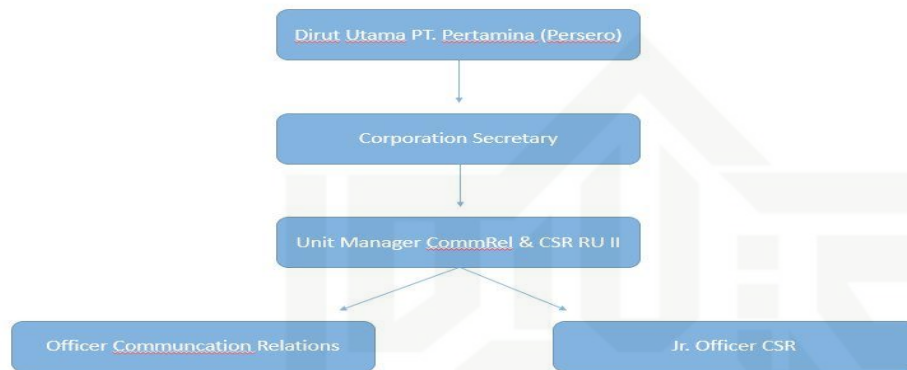 Dirut Utama PT. Pertamina (Persero)
Corporation Secretary
Unit Manager CommRel & CSR RU II
Officer Communcation Relations
Jr. Officer CSR